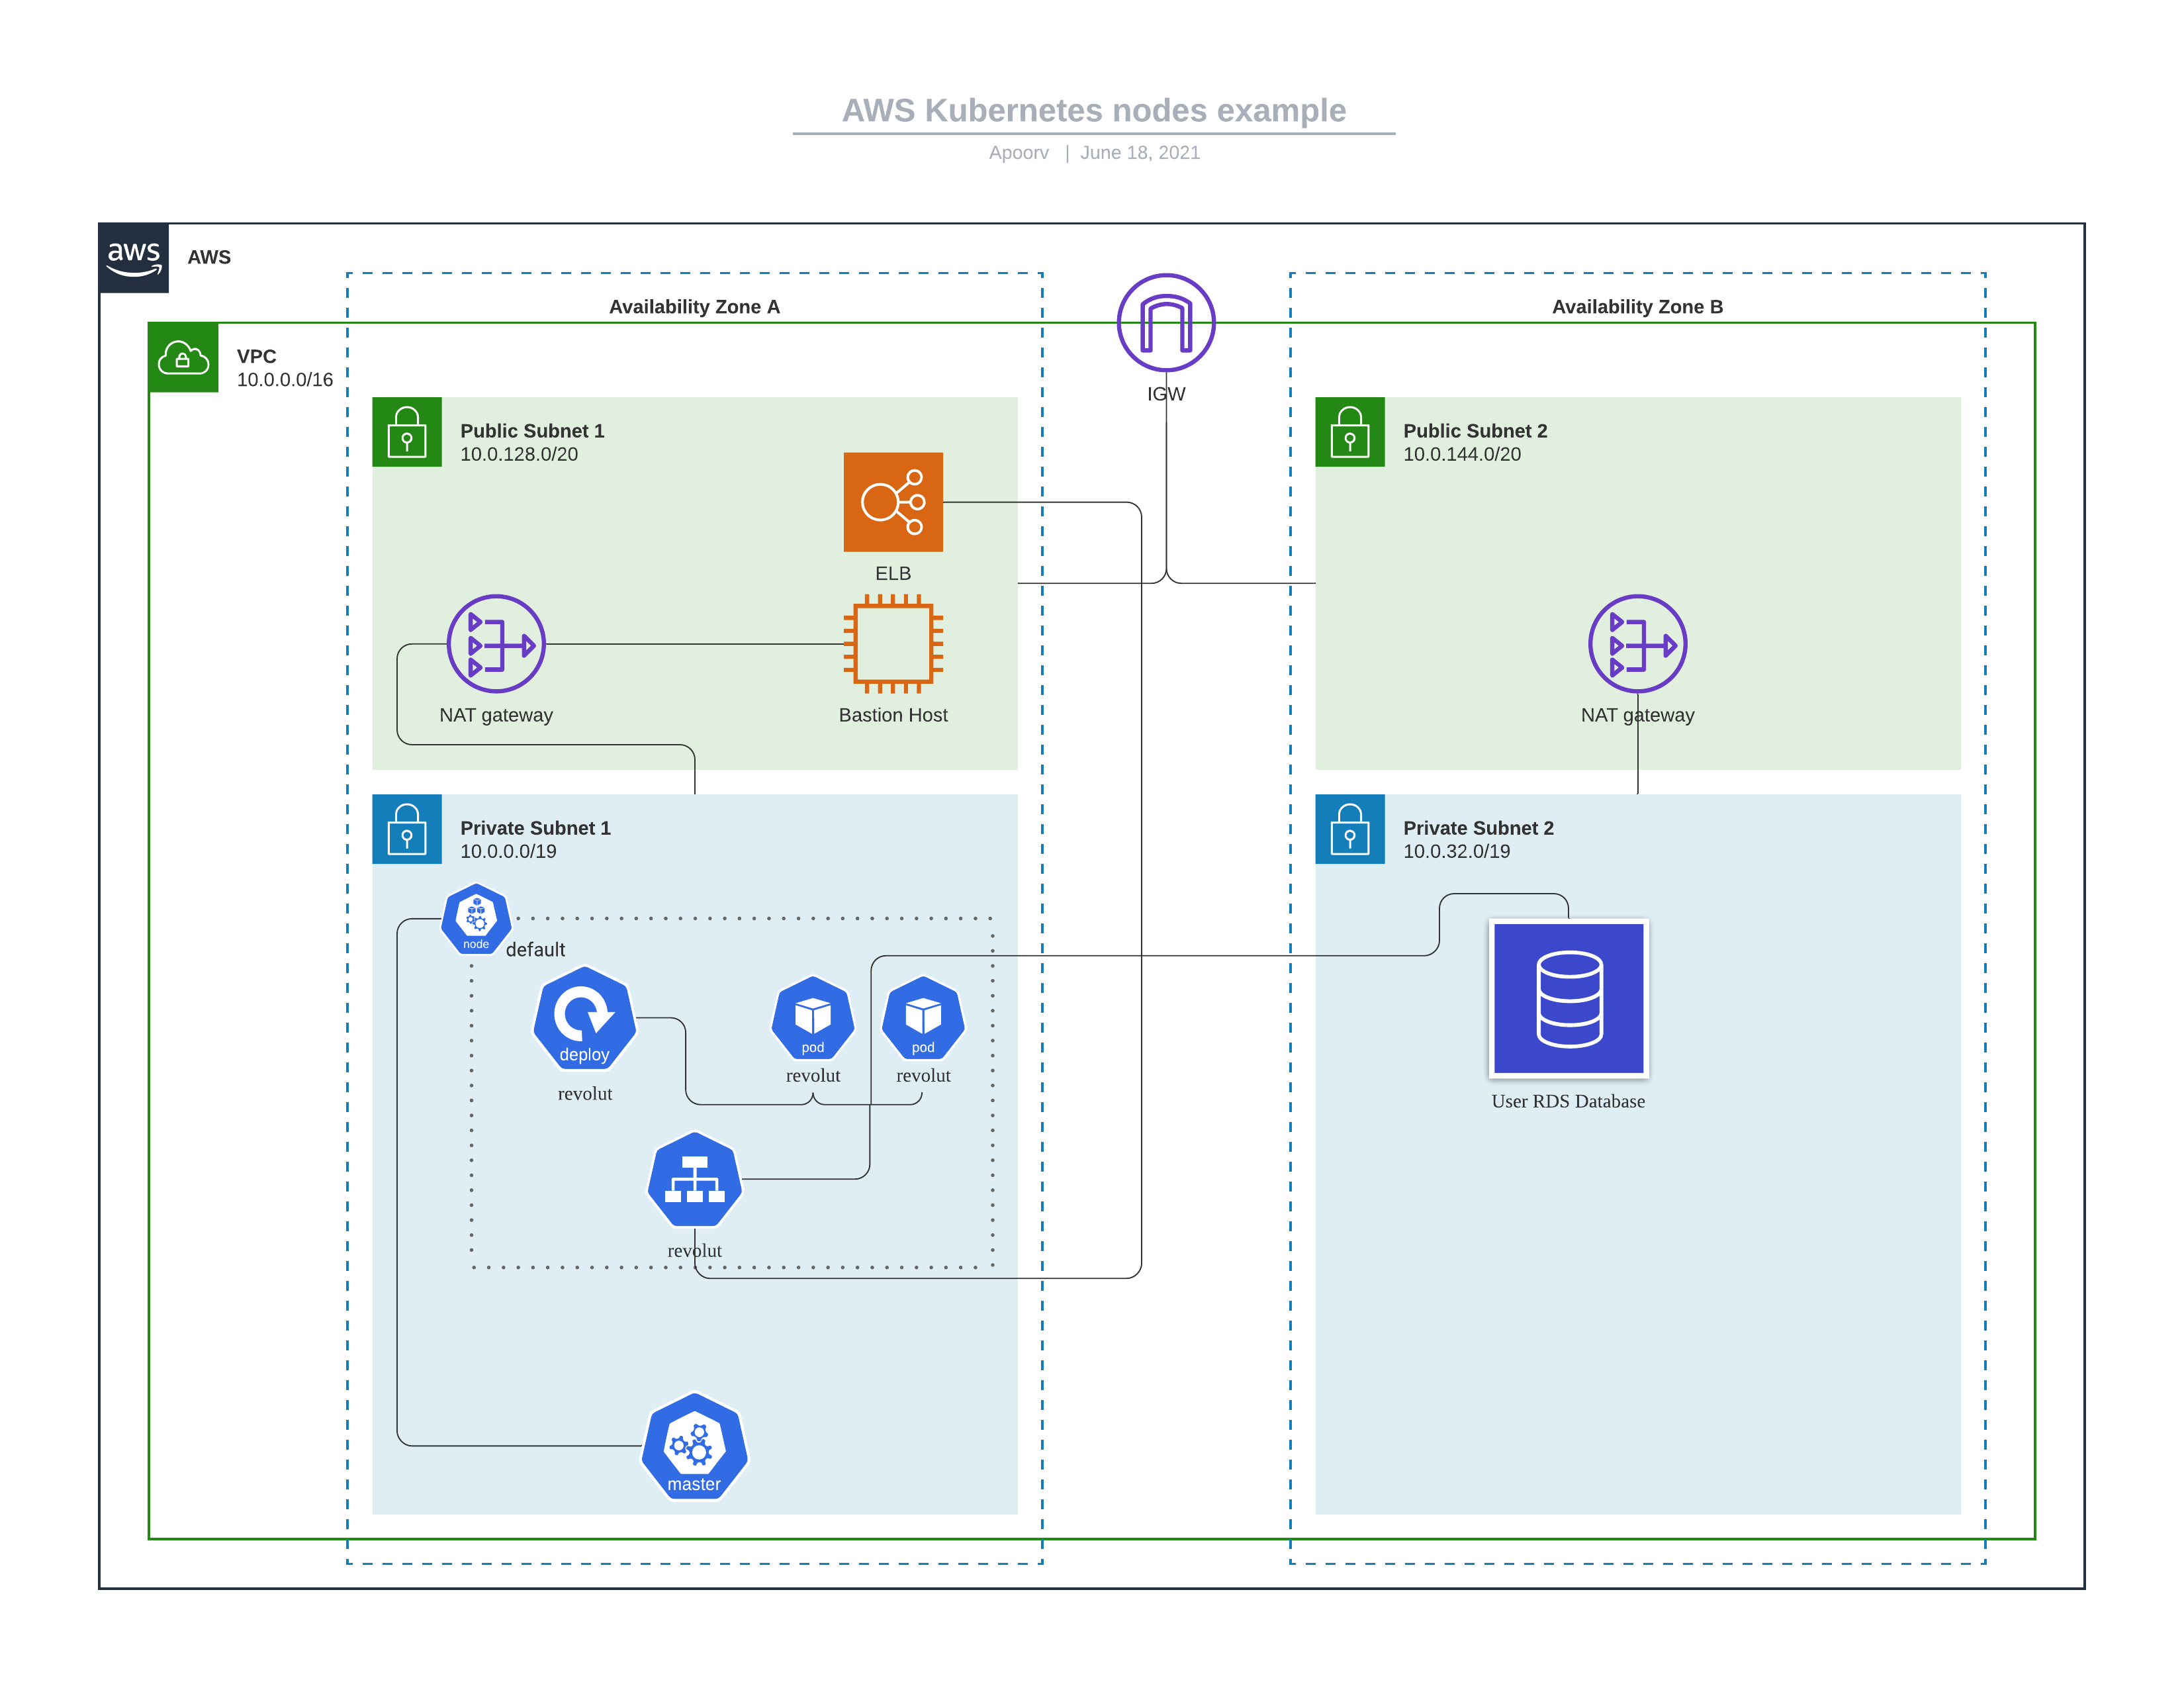 AWS Kubernetes nodes example
Apoorv | June 18, 2021
aws
AWS
Availability Zone A
Availability Zone B
VPC
10.0.0.0/16
IGW
Public Subnet 1
10.0.128.0/20
Public Subnet 2
10.0.144.0/20
ELB
NAT gateway
Bastion Host
NAT gateway
Private Subnet 1
10.0.0.0/19
Private Subnet 2
10.0.32.0/19
node
default
deploy
pod
pod
revolut
revolut
revolut
User RDS Database
revolut
master